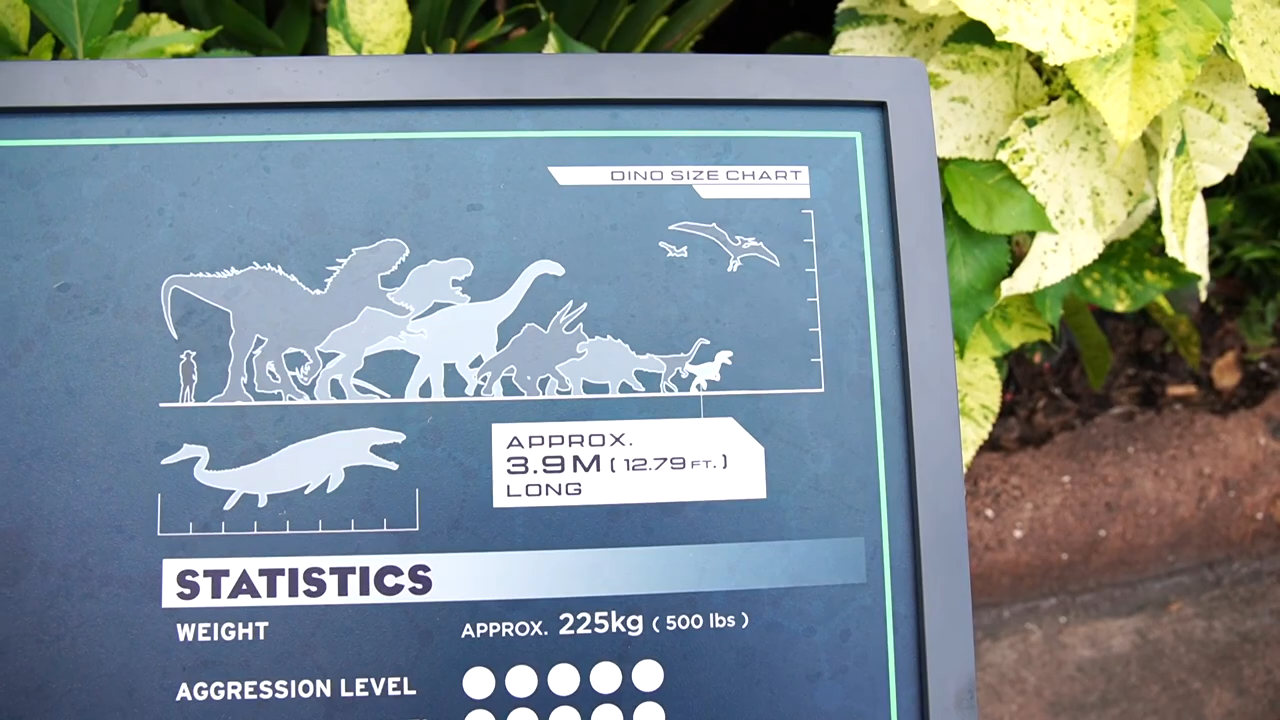 DINO SIZE CHART
APPROX.
3.9M ( 12.79 FT. )
LONG
STATISTICS
WEIGHT APPROX. 225kg ( 500 lbs )
AGGRESSION LEVEL